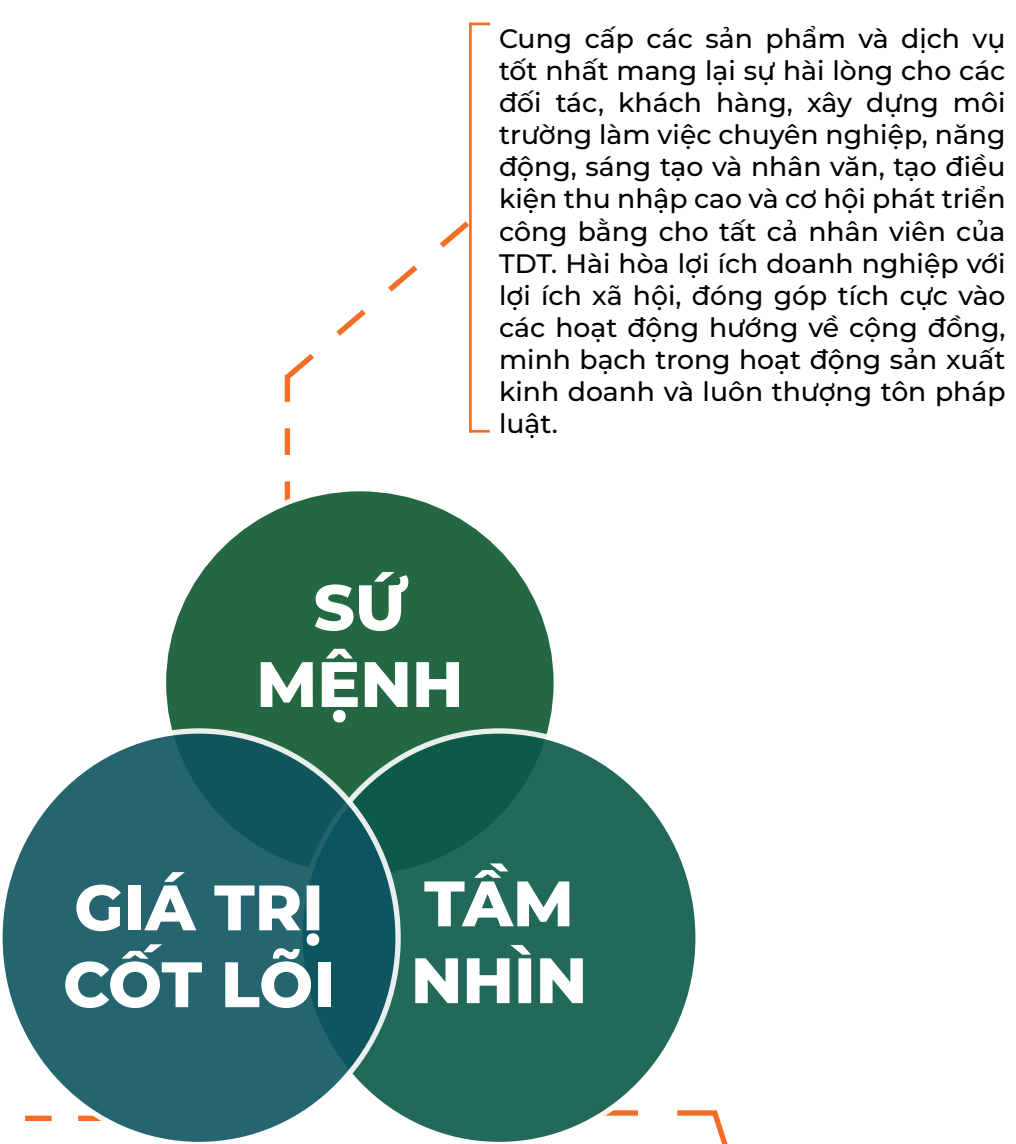 Cung cấp các sản phẩm và dịch vụ
tốt nhất mang lại sự hài lòng cho các
đối tác, khách hàng, xây dựng môi
trường làm việc chuyên nghiệp, năng
động, sáng tạo và nhân văn, tạo điều
kiện thu nhập cao và cơ hội phát triển
công bằng cho tất cả nhân viên của
TDT. Hài hòa lợi ích doanh nghiệp với
lợi ích xã hội, đóng góp tích cực vào
các hoạt động hướng về cộng đồng,
minh bạch trong hoạt động sản xuất
kinh doanh và luôn thượng tôn pháp
luật.
SỨ
MỆNH
GIÁ TRỊ
CỐT LÕI
TẦM
NHÌN